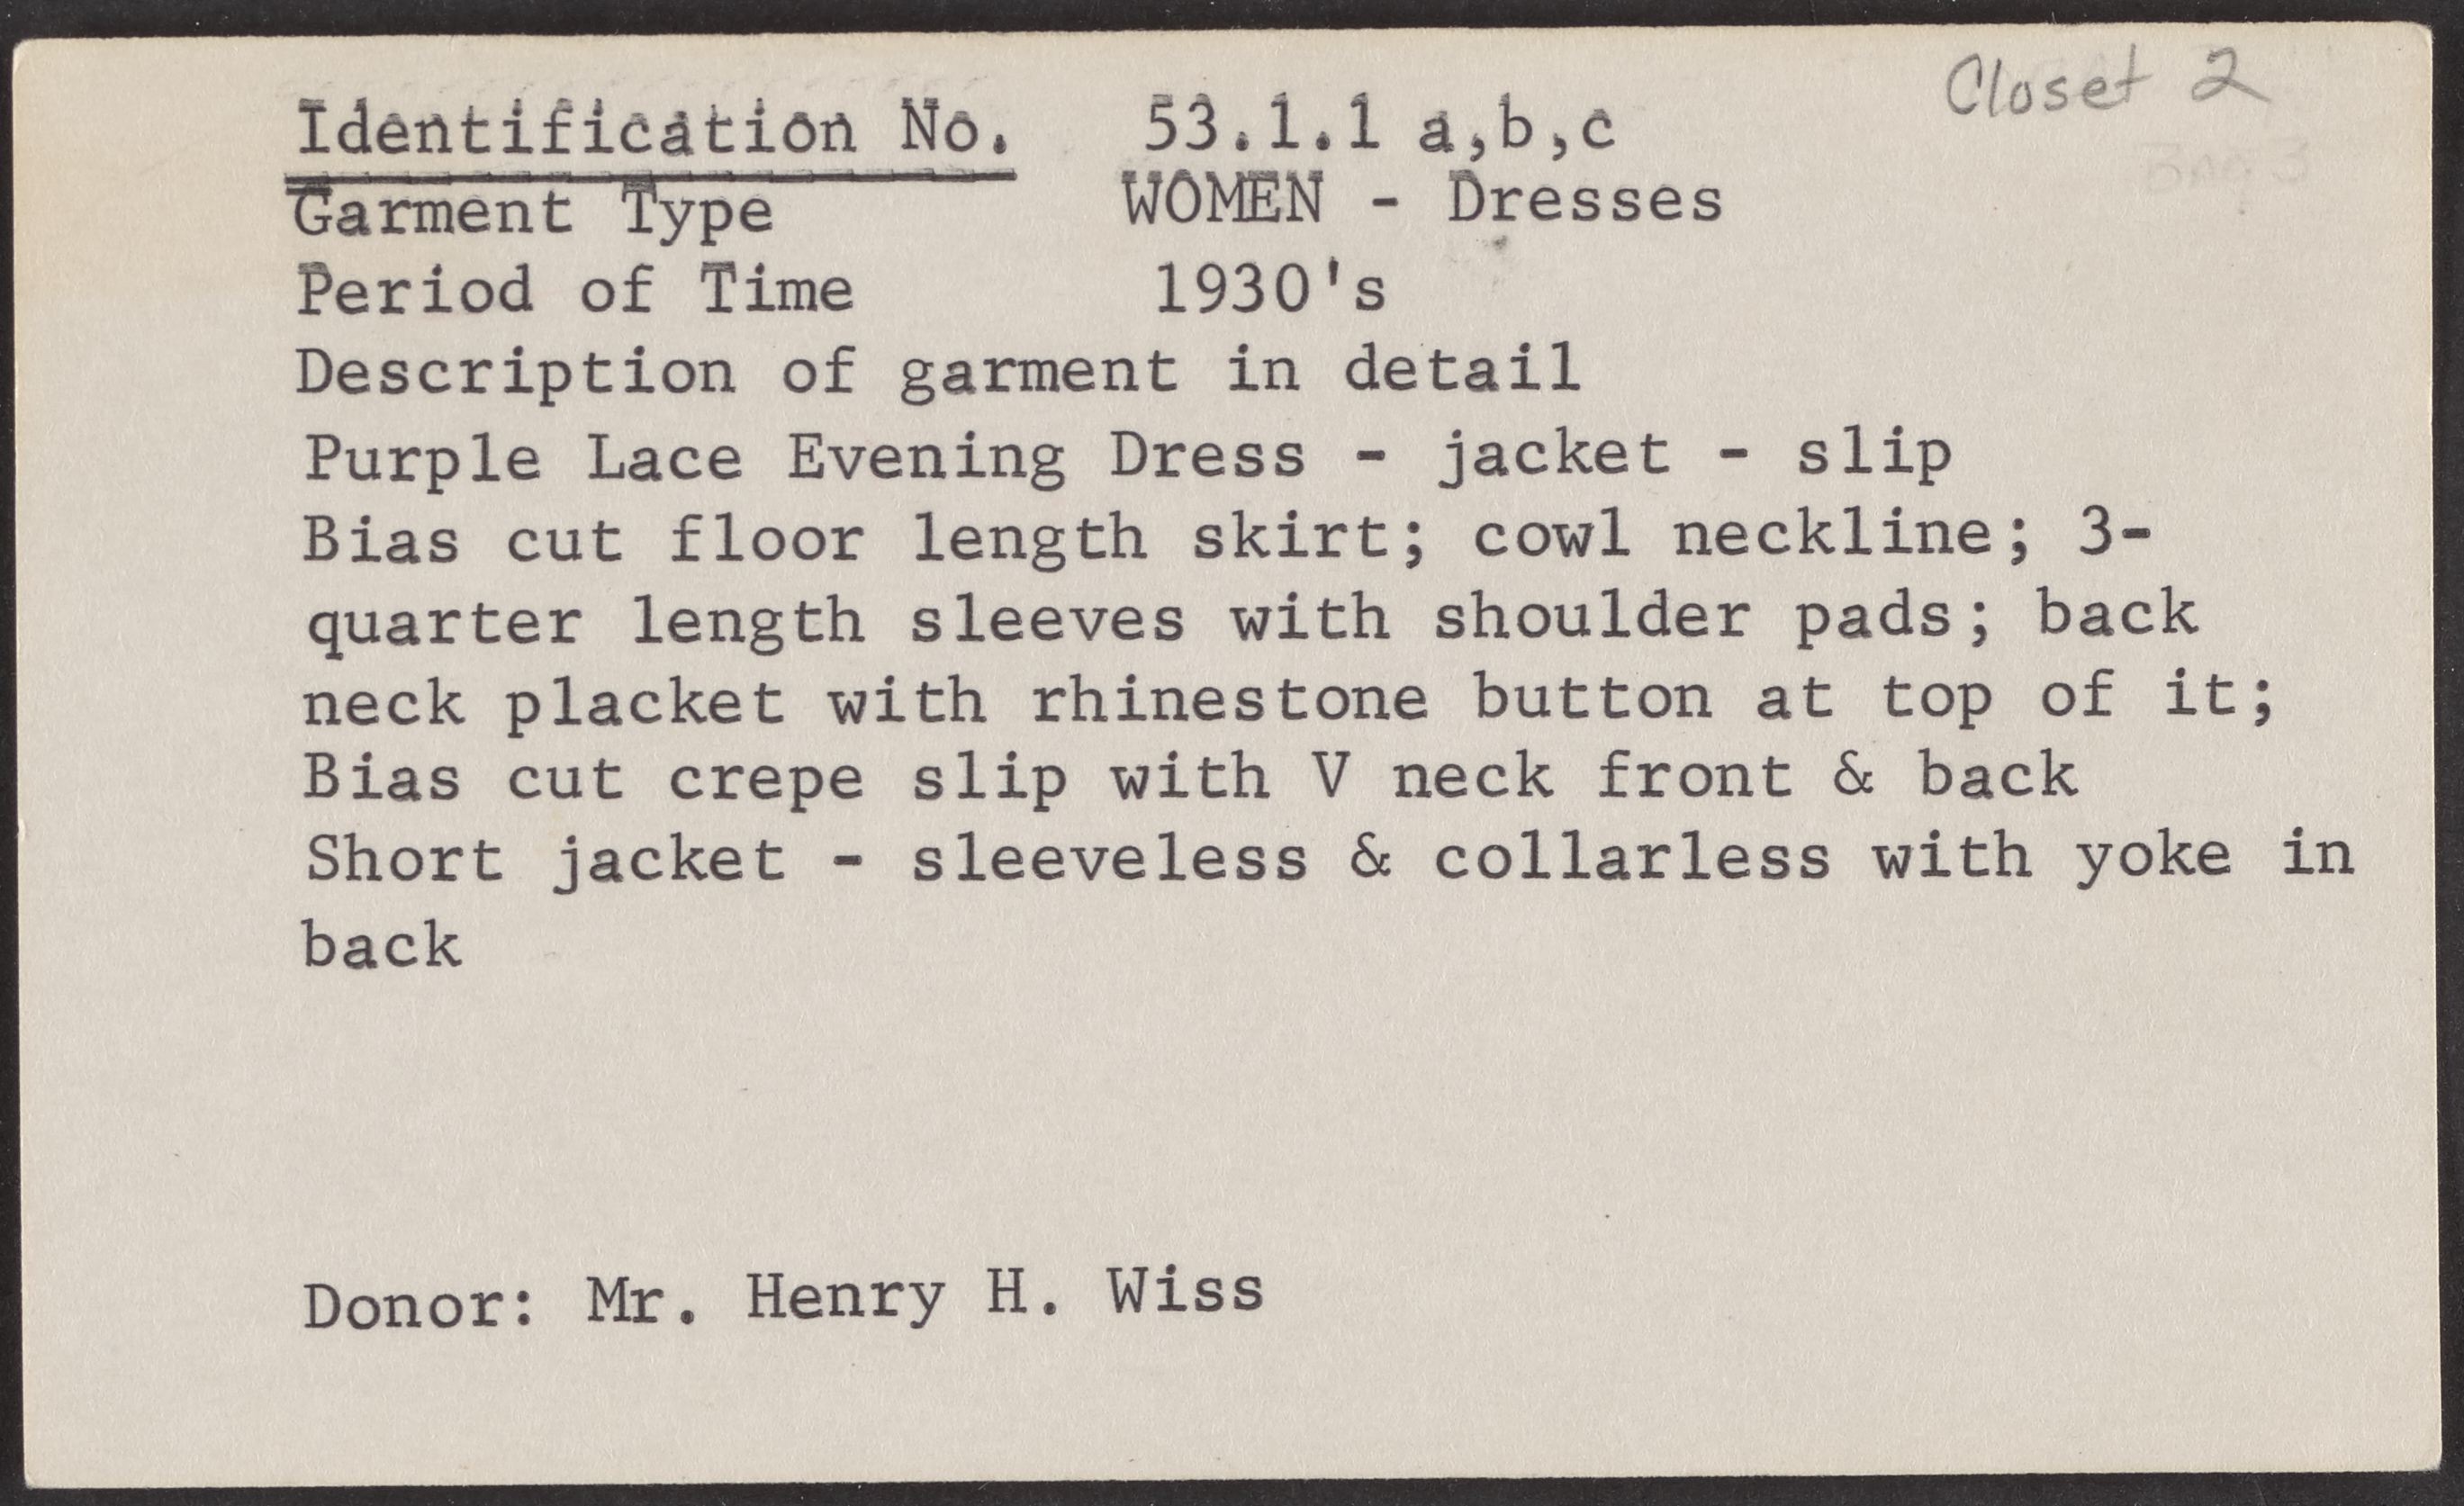 Closet 2
Identification No. 53.1.1 a,b,c
Garment Type WOMEN - Dresses
Period of Time 1930's
Description of garment in detail
Purple Lace Evening Dress - jacket - slip
Bias cut floor length skirt; cowl neckline; 3-
quarter length sleeves with shoulder pads; back
neck placket with rhinestone button at top of it;
Bias cut crepe slip with V neck front & back
Short jacket - sleeveless & collarless with yoke in
back
Donor: Mr. Henry H. Wiss